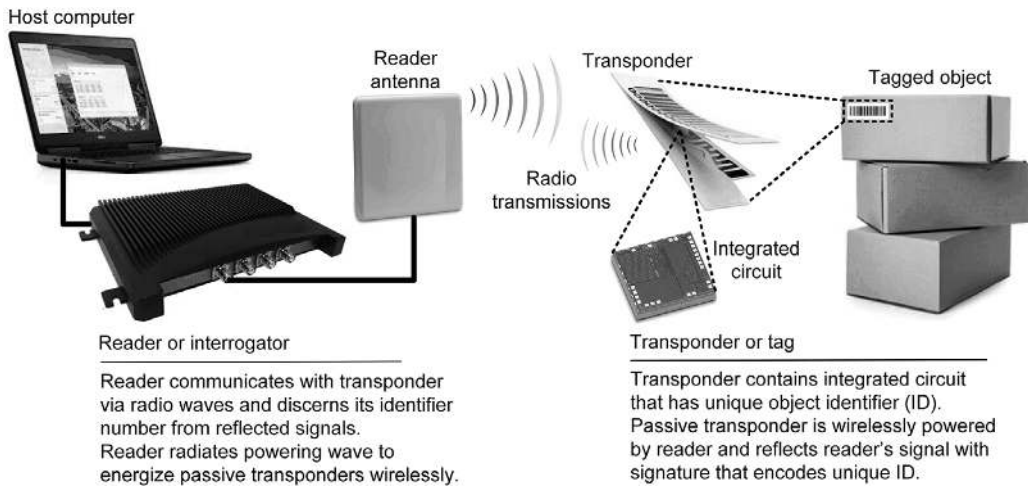 Host computer
Reader
antenna
Transponder
Tagged object
Radio
transmissions
Integrated
circuit
Reader or interrogator
Reader communicates with transponder
via radio waves and discerns its identifier
number from reflected signals.
Reader radiates powering wave to
energize passive transponders wirelessly.
Transponder or tag
Transponder contains integrated circuit
that has unique object identifier (ID).
Passive transponder is wirelessly powered
by reader and reflects reader's signal with
signature that encodes unique ID.